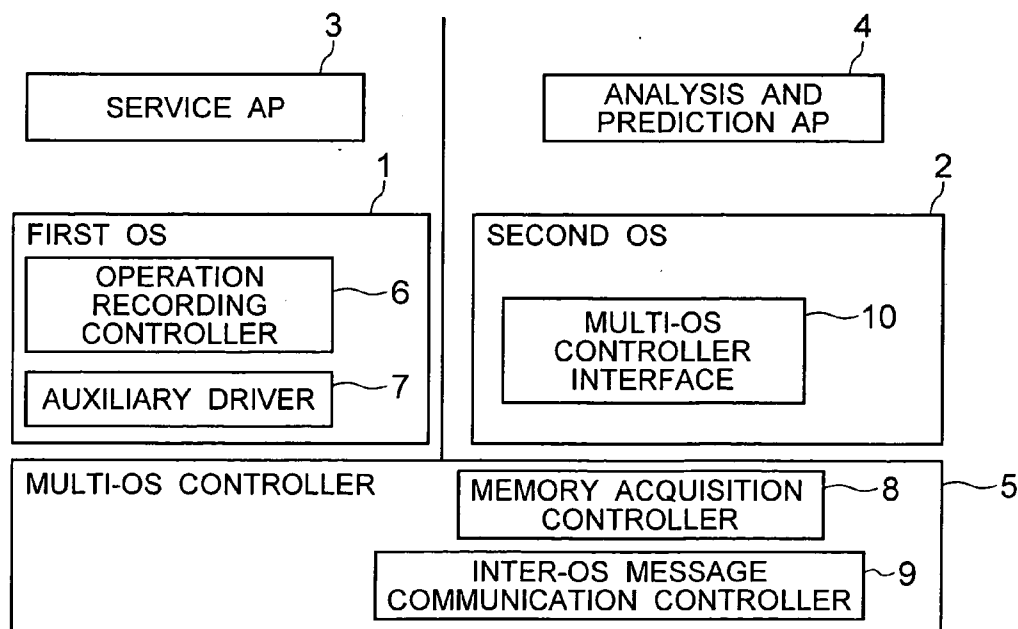 3
4
SERVICE AP
ANALYSIS AND
PREDICTION AP
1
2
FIRST OS
OPERATION
RECORDING
CONTROLLER
6
AUXILIARY DRIVER
7
SECOND OS
MULTI-OS
CONTROLLER
INTERFACE
10
MULTI-OS CONTROLLER
MEMORY ACQUISITION
CONTROLLER
8
5
INTER-OS MESSAGE
COMMUNICATION CONTROLLER
9